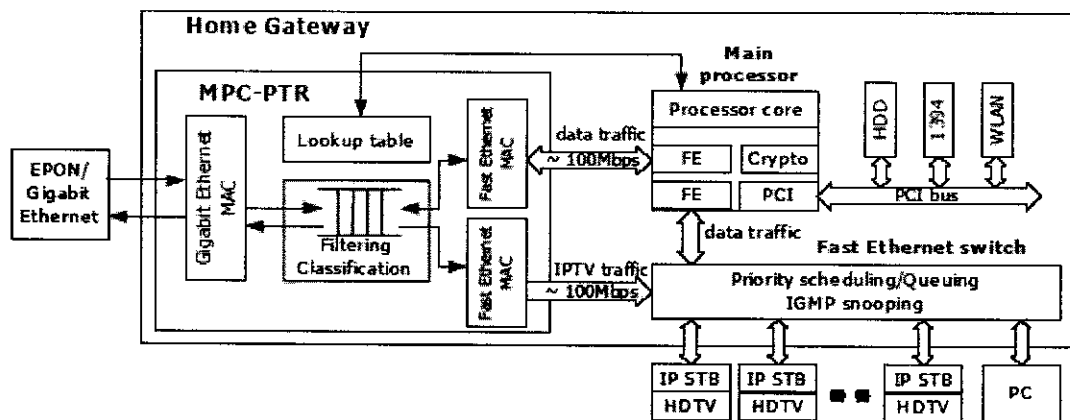 Home Gateway
Main
processor
MPC-PTR
Processor core
HDD
1394
WLAN
Lookup table
Fast Ethernet
MAC
data traffic
~ 100Mbps
FE
Crypto
EPON/
Gigabit
Ethernet
Gigabit Ethernet
MAC
FE
PCI
PCI bus
Filtering
Classification
data traffic
Fast Ethernet switch
Fast Ethernet
MAC
IPTV traffic
~ 100Mbps
Priority scheduling/Queuing
IGMP snooping
IP STB
HDTV
IP STB
HDTV
IP STB
HDTV
PC